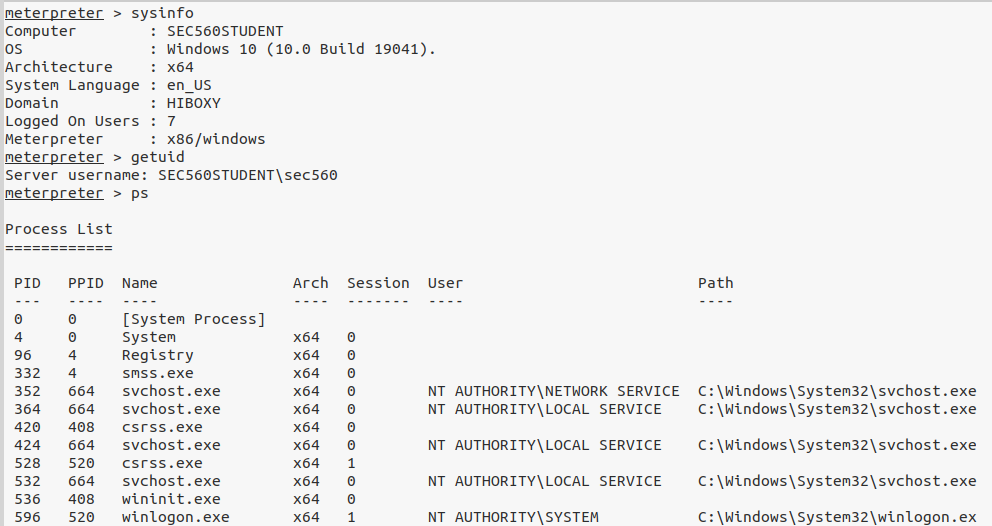 meterpreter > sysinfo
Computer        : SEC560STUDENT
OS              : Windows 10 (10.0 Build 19041).
Architecture    : x64
System Language : en_US
Domain          : HIBOXY
Logged On Users : 7
Meterpreter     : x86/windows
meterpreter > getuid
Server username: SEC560STUDENT\sec560
meterpreter > ps
Process List
============
PID   PPID  Name               Arch  Session  User                          Path
---   ----  ----               ----  -------  ----                          ----
0     0     [System Process]
4     0     System             x64   0
96    4     Registry           x64   0
332   4     smss.exe           x64   0
352   664   svchost.exe        x64   0        NT AUTHORITY\NETWORK SERVICE  C:\Windows\System32\svchost.exe
364   664   svchost.exe        x64   0        NT AUTHORITY\LOCAL SERVICE    C:\Windows\System32\svchost.exe
420   408   csrss.exe          x64   0
424   664   svchost.exe        x64   0        NT AUTHORITY\LOCAL SERVICE    C:\Windows\System32\svchost.exe
528   520   csrss.exe          x64   1
532   664   svchost.exe        x64   0        NT AUTHORITY\LOCAL SERVICE    C:\Windows\System32\svchost.exe
536   408   wininit.exe        x64   0
596   520   winlogon.exe       x64   1        NT AUTHORITY\SYSTEM           C:\Windows\System32\winlogon.ex